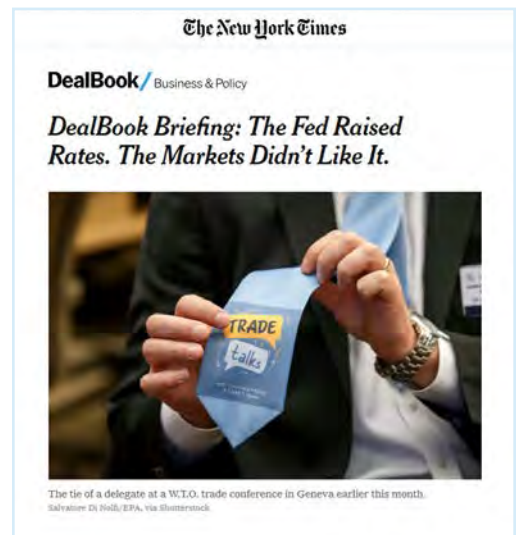 The New York Times
DealBook / Business & Policy
DealBook Briefing: The Fed Raised
Rates. The Markets Didn't Like It.
TRADE
talks
The tie of a delegate at a W.T.O. trade conference in Geneva earlier this month.
Salvatore Di Nolfi/EPA, via Shutterstock